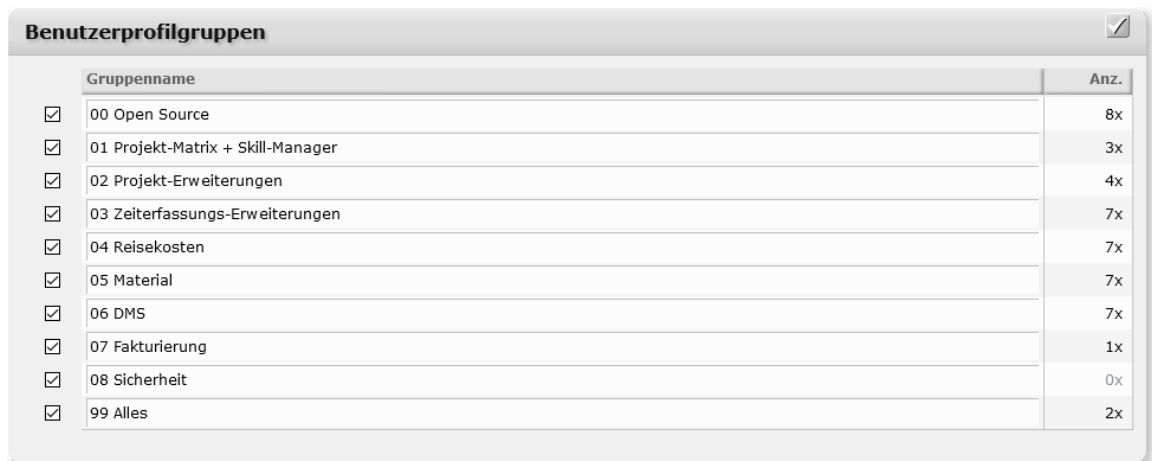 Benutzerprofilgruppen
Gruppenname Anz.
00 Open Source 8x
01 Projekt-Matrix + Skill-Manager 3x
02 Projekt-Erweiterungen 4x
03 Zeiterfassungs-Erweiterungen 7x
04 Reisekosten 7x
05 Material 7x
06 DMS 7x
07 Fakturierung 1x
08 Sicherheit 0x
99 Alles 2x